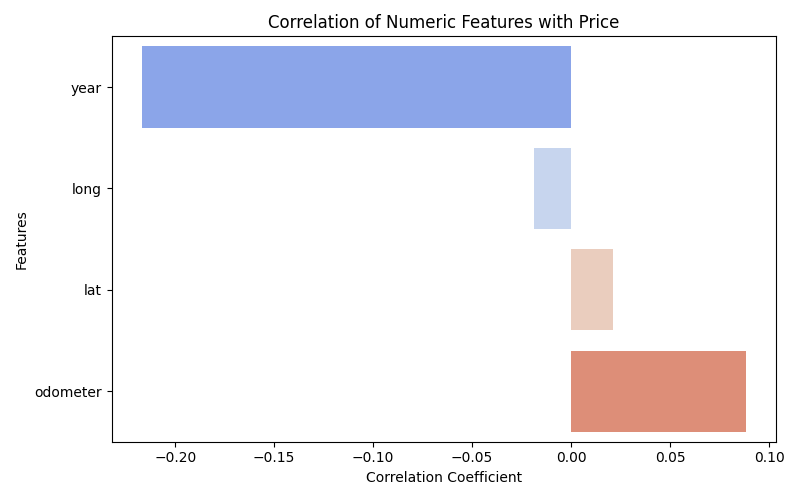 Correlation of Numeric Features with Price
year
long
lat
odometer
Features
−0.20 −0.15 −0.10 −0.05 0.00 0.05 0.10
Correlation Coefficient